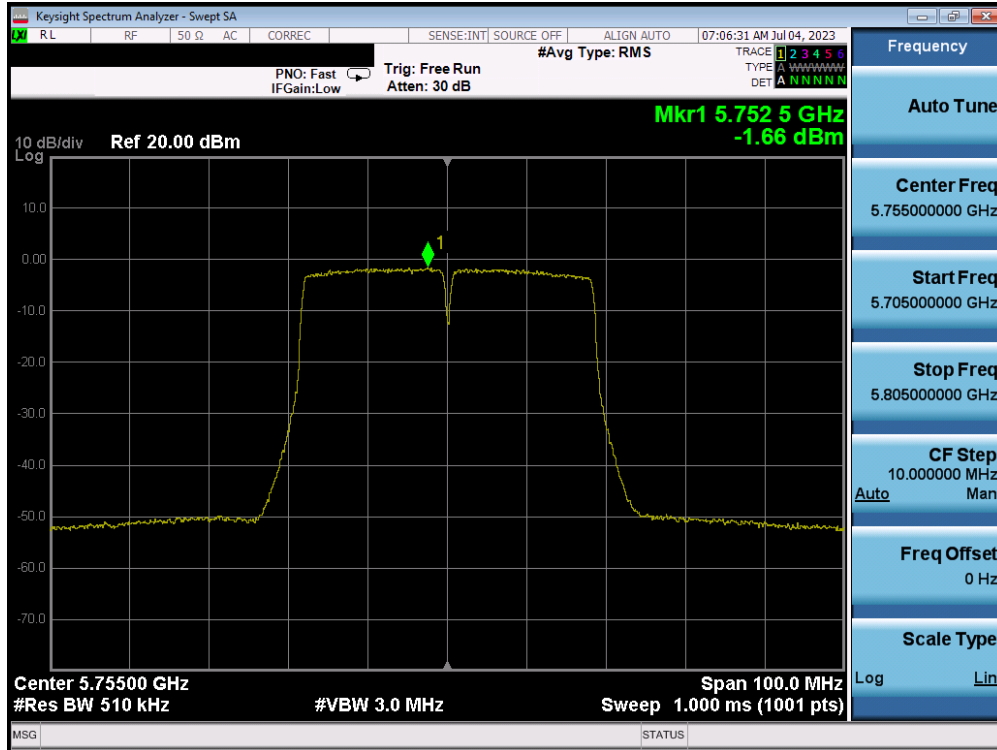 Keysight Spectrum Analyzer - Swept SA
LXI RL RF 50 Ω AC CORREC SENSE:INT SOURCE OFF ALIGN AUTO 07:06:31 AM Jul 04, 2023
#Avg Type: RMS
TRACE 1 2 3 4 5 6
TYPE A WWWWW
DET A N N N N N
PNO: Fast
IFGain:Low
Trig: Free Run
Atten: 30 dB
Mkr1 5.752 5 GHz
-1.66 dBm
10 dB/div Ref 20.00 dBm
Log
1
10.0
0.00
-10.0
-20.0
-30.0
-40.0
-50.0
-60.0
-70.0
Center 5.75500 GHz Span 100.0 MHz
#Res BW 510 kHz #VBW 3.0 MHz Sweep 1.000 ms (1001 pts)
MSG STATUS
Frequency
Auto Tune
Center Freq
5.755000000 GHz
Start Freq
5.705000000 GHz
Stop Freq
5.805000000 GHz
CF Step
10.000000 MHz
Auto Man
Freq Offset
0 Hz
Scale Type
Log Lin